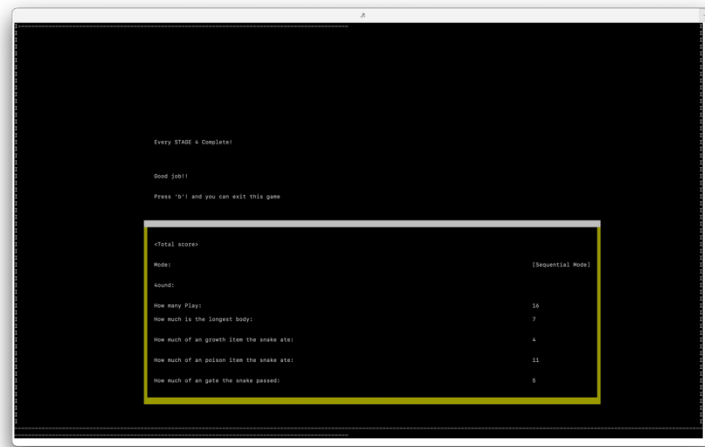 Every STAGE 4 Complete!
Good job!!
Press 'b'! and you can exit this game
<Total score>
Mode: [Sequential Mode]
4ound:
How many Play: 16
How much is the longest body: 7
How much of an growth item the snake ate: 4
How much of an poison item the snake ate: 11
How much of an gate the snake passed: 5